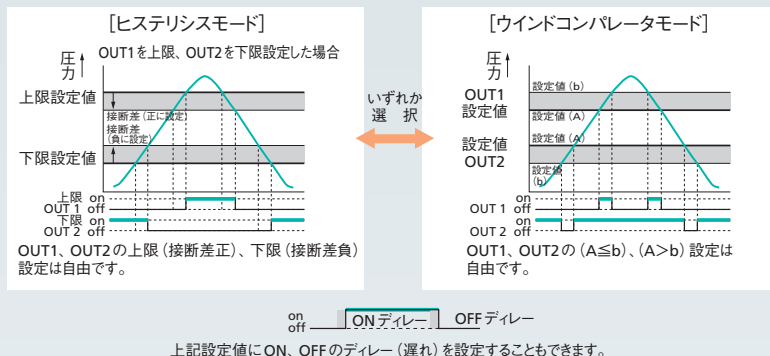 [ヒステリシスモード]
OUT1を上限、OUT2を下限設定した場合
圧力
上限設定値
接断差(正に設定)
接断差
(負に設定)
下限設定値
上限 on
OUT 1 off
下限 on
OUT 2 off
OUT1、OUT2の上限(接断差正)、下限(接断差負)
設定は自由です。
いずれか
選 択
[ウインドコンパレータモード]
圧力
OUT1
設定値
設定値(b)
設定値(A)
設定値
OUT2
設定値(A)
設定値
(b)
on
OUT 1 off
on
OUT 2 off
OUT1、OUT2の(A≦b)、(A>b)設定は
自由です。
on
off
ONディレー
OFFディレー
上記設定値にON、OFFのディレー(遅れ)を設定することもできます。